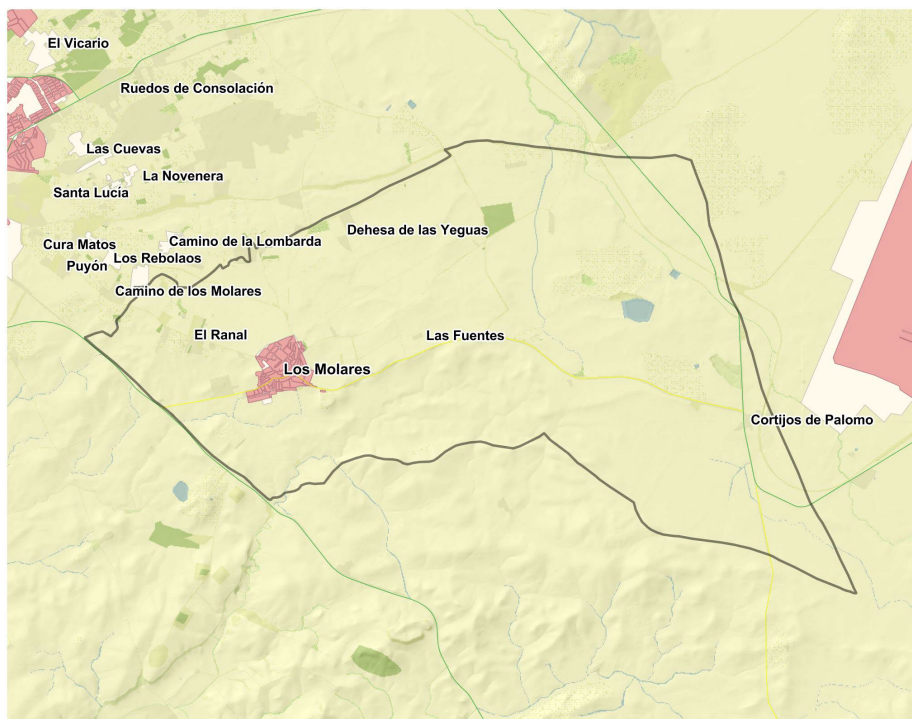 El Vicario
Ruedos de Consolación
Las Cuevas
La Novenera
Santa Lucía
Dehesa de las Yeguas
Camino de la Lombarda
Cura Matos
Los Rebolaos
Puyón
Camino de los Molares
El Ranal
Las Fuentes
Los Molares
Cortijos de Palomo